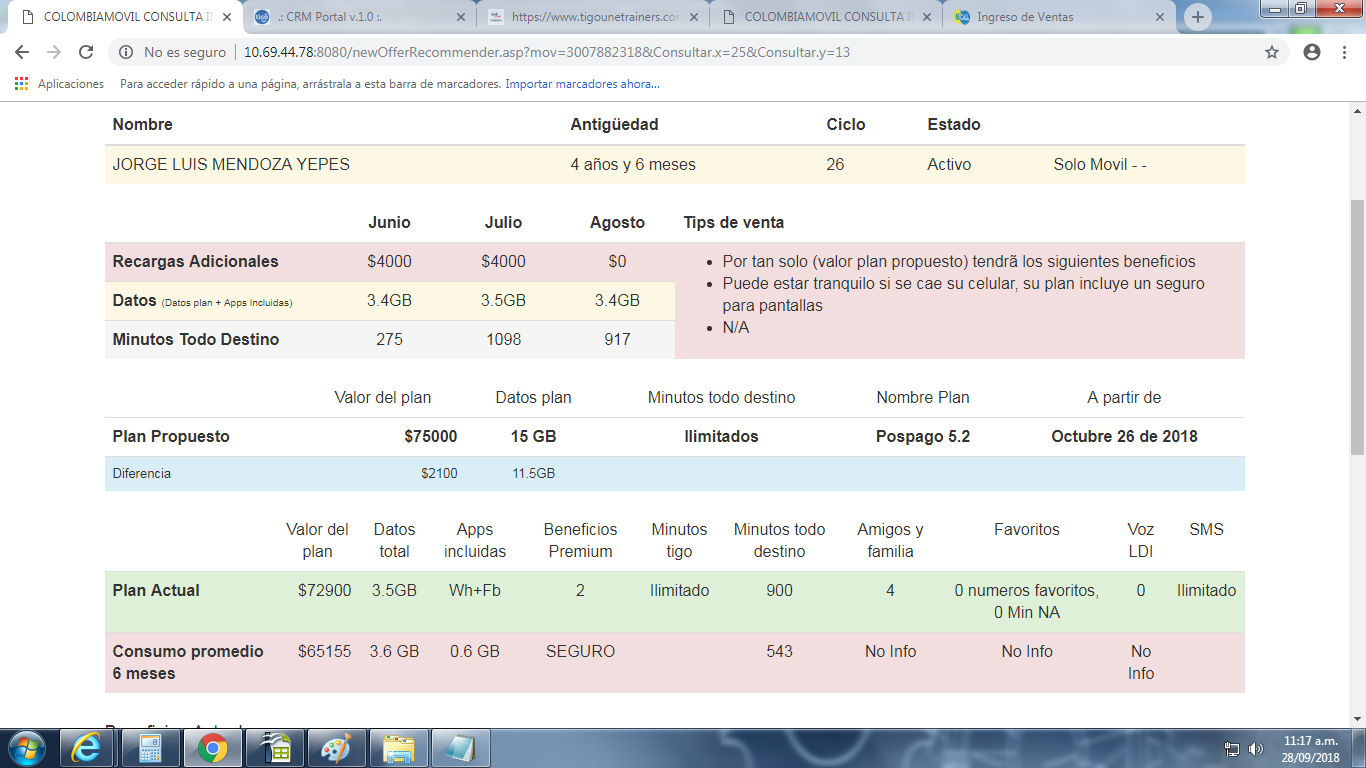 COLOMBIAMOVIL CONSULTA I
.: CRM Portal v.1.0 :.
https://www.tigounetrainers.co
COLOMBIAMOVIL CONSULTA I
Ingreso de Ventas
No es seguro | 10.69.44.78:8080/newOfferRecommender.asp?mov=3007882318&Consultar.x=25&Consultar.y=13
Aplicaciones Para acceder rápido a una página, arrástrala a esta barra de marcadores. Importar marcadores ahora...
Nombre Antigüedad Ciclo Estado
JORGE LUIS MENDOZA YEPES 4 años y 6 meses 26 Activo Solo Movil - -
Junio Julio Agosto Tips de venta
Recargas Adicionales $4000 $4000 $0
Datos (Datos plan + Apps Incluidas) 3.4GB 3.5GB 3.4GB
Minutos Todo Destino 275 1098 917
• Por tan solo (valor plan propuesto) tendrã los siguientes beneficios
• Puede estar tranquilo si se cae su celular, su plan incluye un seguro
para pantallas
• N/A
Valor del plan Datos plan Minutos todo destino Nombre Plan A partir de
Plan Propuesto $75000 15 GB Ilimitados Pospago 5.2 Octubre 26 de 2018
Diferencia $2100 11.5GB
Valor del plan Datos total Apps incluidas Beneficios Premium Minutos tigo Minutos todo destino Amigos y familia Favoritos Voz LDI SMS
Plan Actual $72900 3.5GB Wh+Fb 2 Ilimitado 900 4 0 numeros favoritos, 0 Min NA 0 Ilimitado
Consumo promedio 6 meses $65155 3.6 GB 0.6 GB SEGURO 543 No Info No Info No Info
11:17 a.m.
28/09/2018